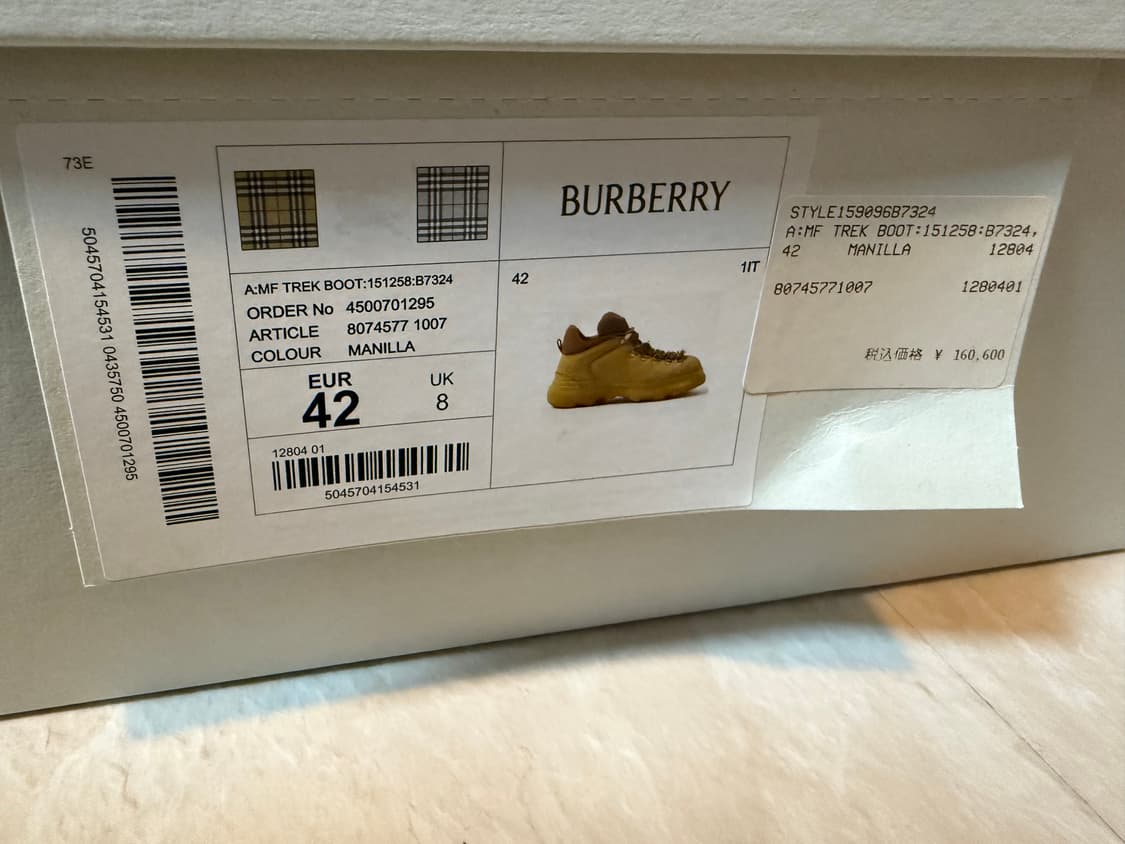 73E
5045704154531 0435750 4500701295
BURBERRY
A:MF TREK BOOT:151258:B7324
ORDER No 4500701295
ARTICLE 8074577 1007
COLOUR MANILLA
EUR UK
42 8
12804 01
5045704154531
42 1IT
STYLE159096B7324
A:MF TREK BOOT:151258:B7324,
42 MANILLA 12804
80745771007 1280401
税込価格 ¥ 160,600